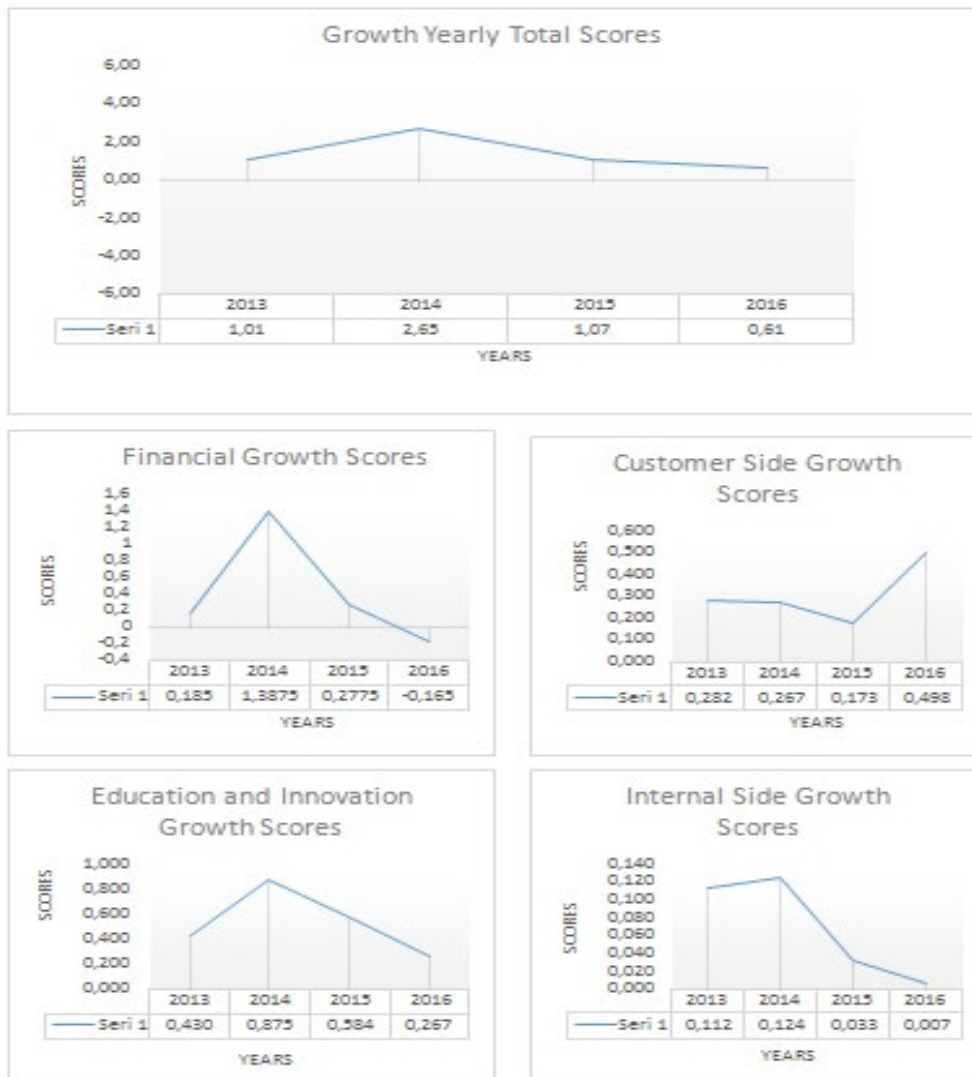 Growth Yearly Total Scores
6,00
4,00
2,00
0,00
-2,00
-4,00
-6,00
SCORES
2013 2014 2015 2016
Seri 1 1,01 2,65 1,07 0,61
YEARS
Financial Growth Scores
1,6
1,4
1,2
1
0,8
0,6
0,4
0,2
0
-0,2
-0,4
SCORES
2013 2014 2015 2016
Seri 1 0,185 1,3875 0,2775 -0,165
YEARS
Customer Side Growth
Scores
0,600
0,500
0,400
0,300
0,200
0,100
0,000
SCORES
2013 2014 2015 2016
Seri 1 0,282 0,267 0,173 0,498
YEARS
Education and Innovation
Growth Scores
1,000
0,800
0,600
0,400
0,200
0,000
SCORES
2013 2014 2015 2016
Seri 1 0,430 0,875 0,584 0,267
YEARS
Internal Side Growth
Scores
0,140
0,120
0,100
0,080
0,060
0,040
0,020
0,000
SCORES
2013 2014 2015 2016
Seri 1 0,112 0,124 0,033 0,007
YEARS